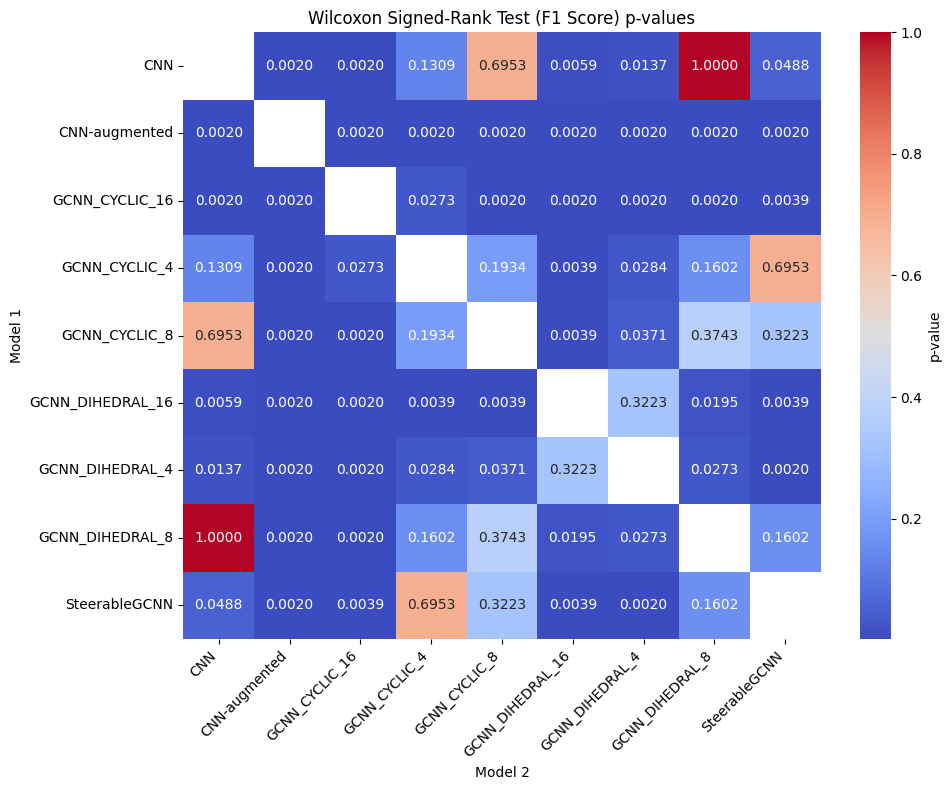 Wilcoxon Signed-Rank Test (F1 Score) p-values
CNN 0.0020 0.0020 0.1309 0.6953 0.0059 0.0137 1.0000 0.0488
CNN-augmented 0.0020 0.0020 0.0020 0.0020 0.0020 0.0020 0.0020 0.0020
GCNN_CYCLIC_16 0.0020 0.0020 0.0273 0.0020 0.0020 0.0020 0.0020 0.0039
GCNN_CYCLIC_4 0.1309 0.0020 0.0273 0.1934 0.0039 0.0284 0.1602 0.6953
GCNN_CYCLIC_8 0.6953 0.0020 0.0020 0.1934 0.0039 0.0371 0.3743 0.3223
GCNN_DIHEDRAL_16 0.0059 0.0020 0.0020 0.0039 0.0039 0.3223 0.0195 0.0039
GCNN_DIHEDRAL_4 0.0137 0.0020 0.0020 0.0284 0.0371 0.3223 0.0273 0.0020
GCNN_DIHEDRAL_8 1.0000 0.0020 0.0020 0.1602 0.3743 0.0195 0.0273 0.1602
SteerableGCNN 0.0488 0.0020 0.0039 0.6953 0.3223 0.0039 0.0020 0.1602
Model 1
CNN
CNN-augmented
GCNN_CYCLIC_16
GCNN_CYCLIC_4
GCNN_CYCLIC_8
GCNN_DIHEDRAL_16
GCNN_DIHEDRAL_4
GCNN_DIHEDRAL_8
SteerableGCNN
Model 2
1.0
0.8
0.6
0.4
0.2
p-value